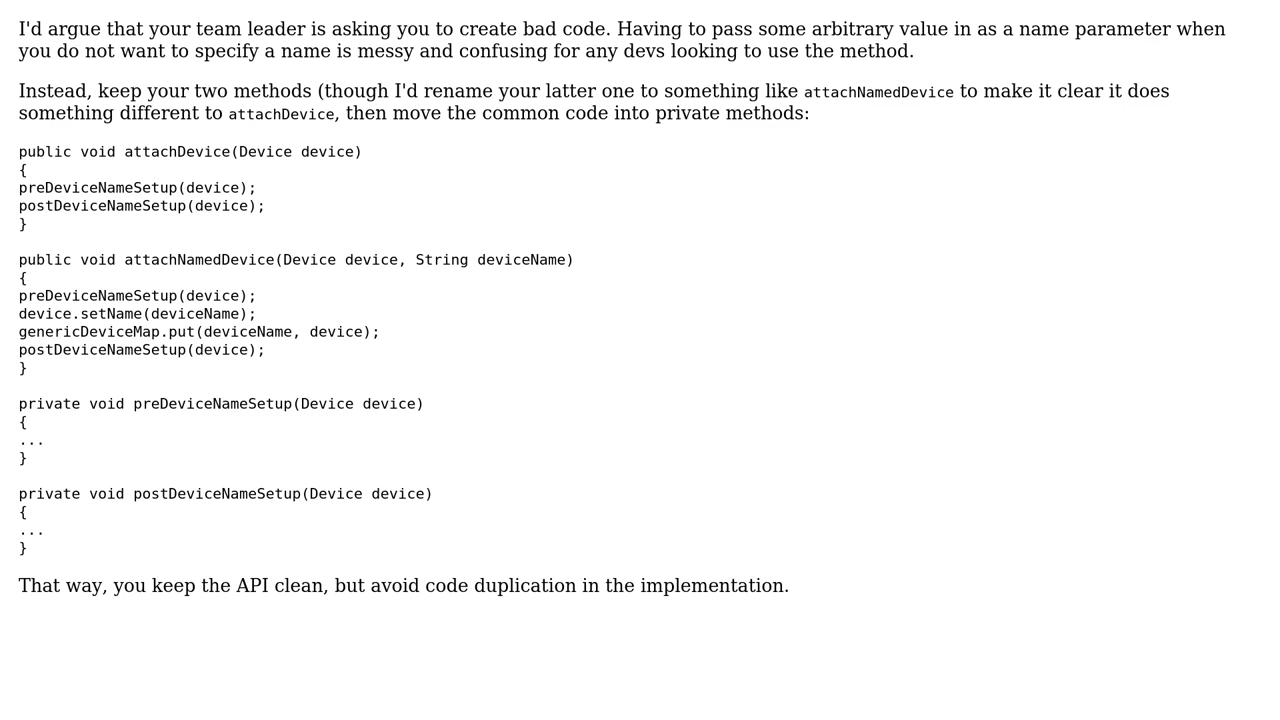 I'd argue that your team leader is asking you to create bad code. Having to pass some arbitrary value in as a name parameter when
you do not want to specify a name is messy and confusing for any devs looking to use the method.
Instead, keep your two methods (though I'd rename your latter one to something like attachNamedDevice to make it clear it does
something different to attachDevice, then move the common code into private methods:
public void attachDevice(Device device)
{
preDeviceNameSetup(device);
postDeviceNameSetup(device);
}
public void attachNamedDevice(Device device, String deviceName)
{
preDeviceNameSetup(device);
device.setName(deviceName);
genericDeviceMap.put(deviceName, device);
postDeviceNameSetup(device);
}
private void preDeviceNameSetup(Device device)
{
...
}
private void postDeviceNameSetup(Device device)
{
...
}
That way, you keep the API clean, but avoid code duplication in the implementation.